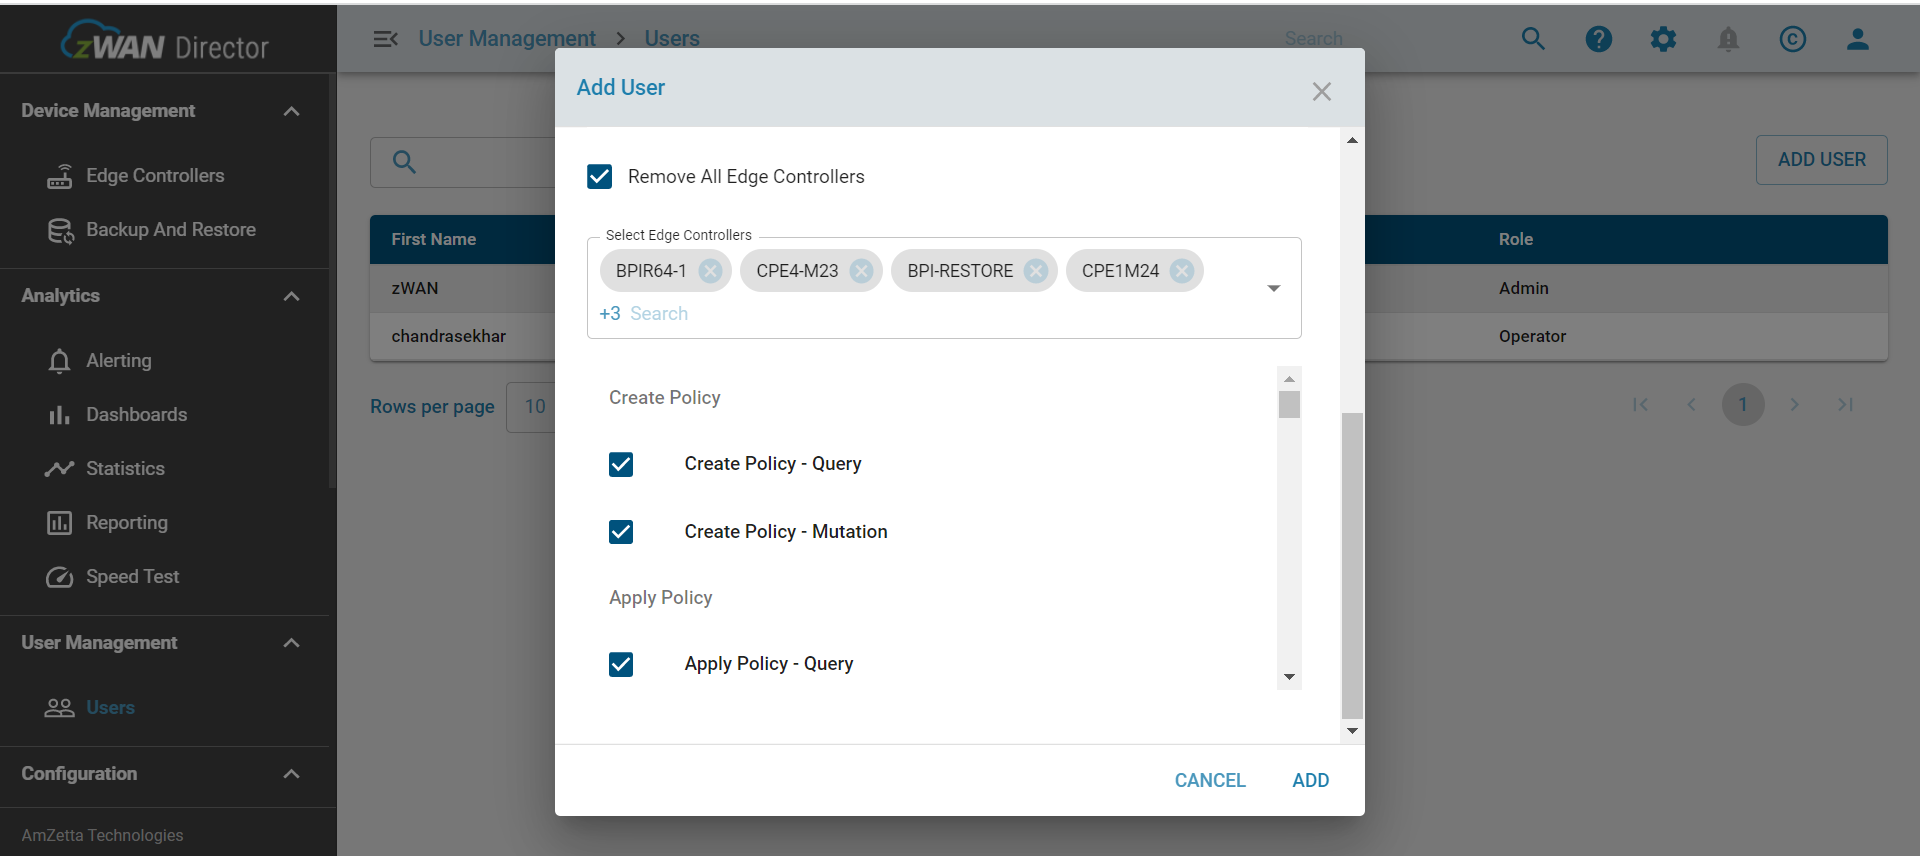 zWAN Director
User Management > Users
Search
Device Management
Edge Controllers
Backup And Restore
Analytics
Alerting
Dashboards
Statistics
Reporting
Speed Test
User Management
Users
Configuration
AmZetta Technologies
ADD USER
First Name
Role
zWAN
Admin
chandrasekhar
Operator
Rows per page
10
1
Add User
Remove All Edge Controllers
Select Edge Controllers
BPIR64-1
CPE4-M23
BPI-RESTORE
CPE1M24
+3 Search
Create Policy
Create Policy - Query
Create Policy - Mutation
Apply Policy
Apply Policy - Query
CANCEL
ADD